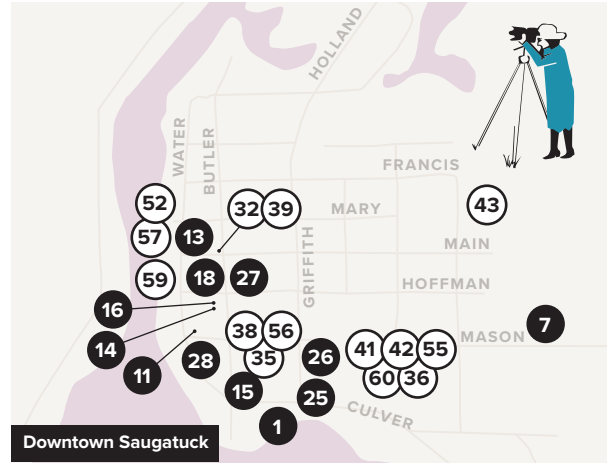 HOLLAND
WATER
BUTLER
FRANCIS
52
32
39
MARY
43
57
13
MAIN
59
18
27
GRIFFITH
HOFFMAN
16
7
38
56
MASON
14
35
26
41
42
55
11
28
60
36
15
25
CULVER
1
Downtown Saugatuck